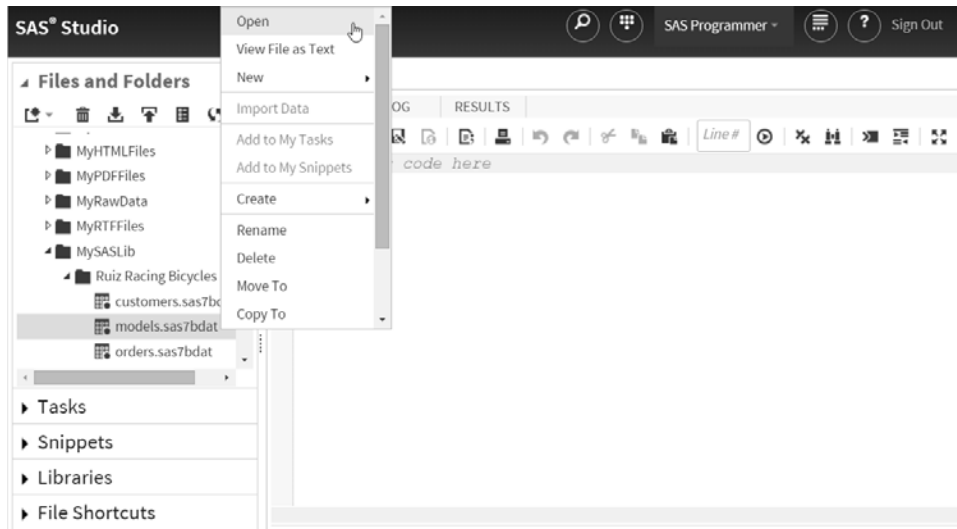 SAS® Studio
SAS Programmer
Sign Out
Open
View File as Text
New
Import Data
Add to My Tasks
Add to My Snippets
Create
Rename
Delete
Move To
Copy To
Files and Folders
MyHTMLFiles
MyPDFFiles
MyRawData
MyRTFFiles
MySASLib
Ruiz Racing Bicycles
customers.sas7bd
models.sas7bdat
orders.sas7bdat
Tasks
Snippets
Libraries
File Shortcuts
OG
RESULTS
Line #
code here